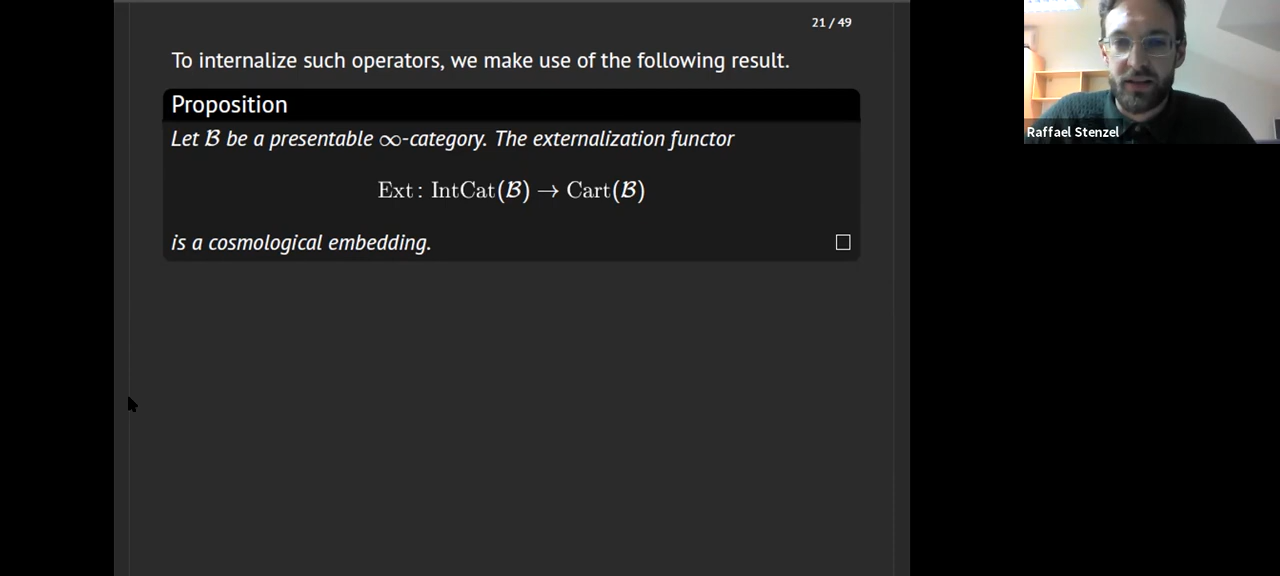 21 / 49
To internalize such operators, we make use of the following result.
Proposition
Let ℬ be a presentable ∞-category. The externalization functor
Ext: IntCat(ℬ) → Cart(ℬ)
is a cosmological embedding. □
Raffael Stenzel